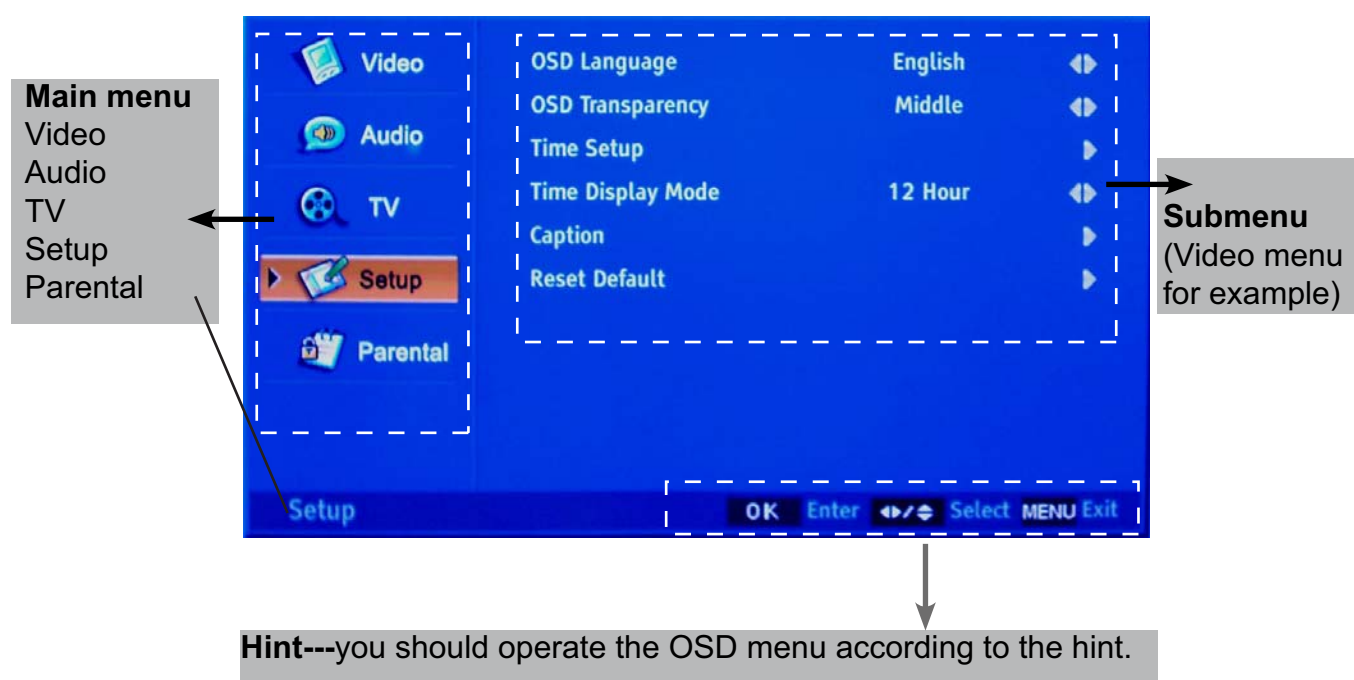 Main menu
Video
Audio
TV
Setup
Parental
Video
Audio
TV
Setup
Parental
OSD Language English
OSD Transparency Middle
Time Setup
Time Display Mode 12 Hour
Caption
Reset Default
Submenu
(Video menu
for example)
Setup
OK Enter Select MENU Exit
Hint---you should operate the OSD menu according to the hint.